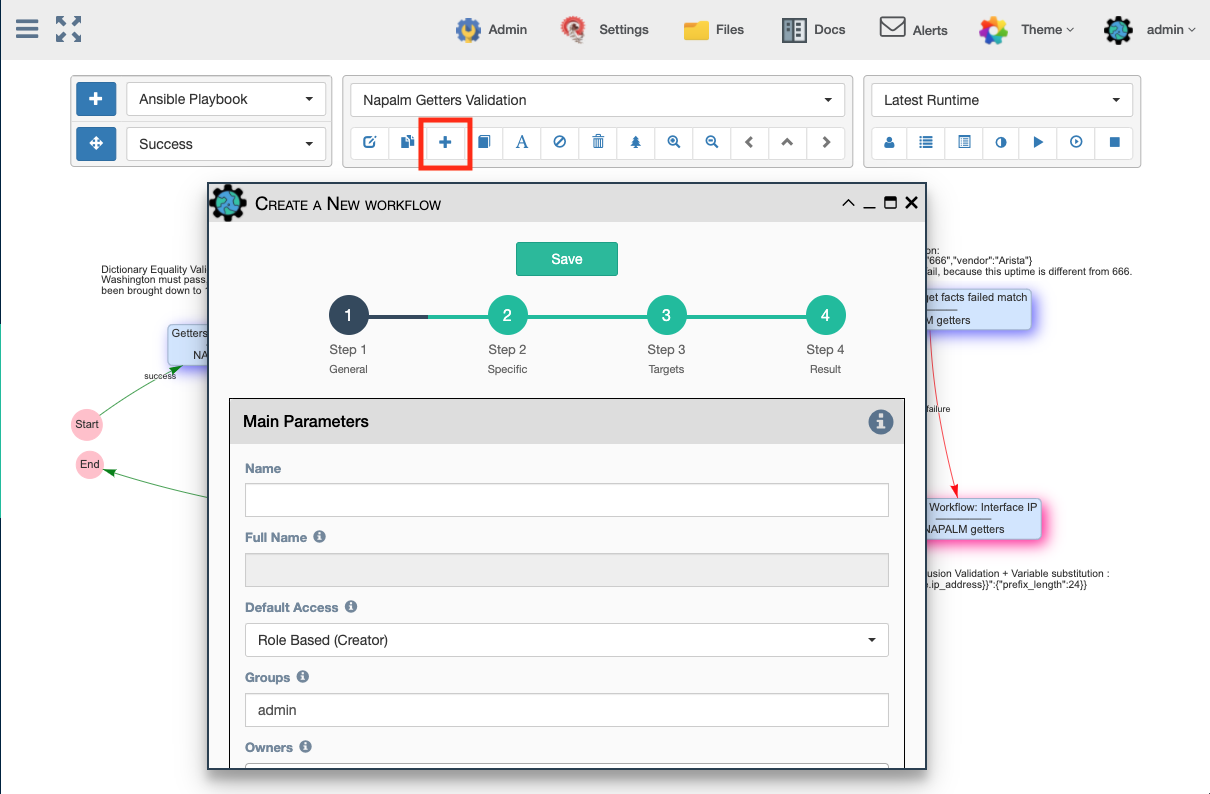 Admin
Settings
Files
Docs
Alerts
Theme
admin
Ansible Playbook
Napalm Getters Validation
Latest Runtime
Success
A
Create a New workflow
Save
1
2
3
4
Step 1
Step 2
Step 3
Step 4
General
Specific
Targets
Result
Main Parameters
Name
Full Name
Default Access
Role Based (Creator)
Groups
admin
Owners
Dictionary Equality Vali
Washington must pass
been brought down to
Getters
NA
success
Start
End
on:
"666","vendor":"Arista"}
ail, because this uptime is different from 666.
get facts failed match
M getters
failure
Workflow: Interface IP
NAPALM getters
usion Validation + Variable substitution :
e.ip_address}}":{"prefix_length":24}}